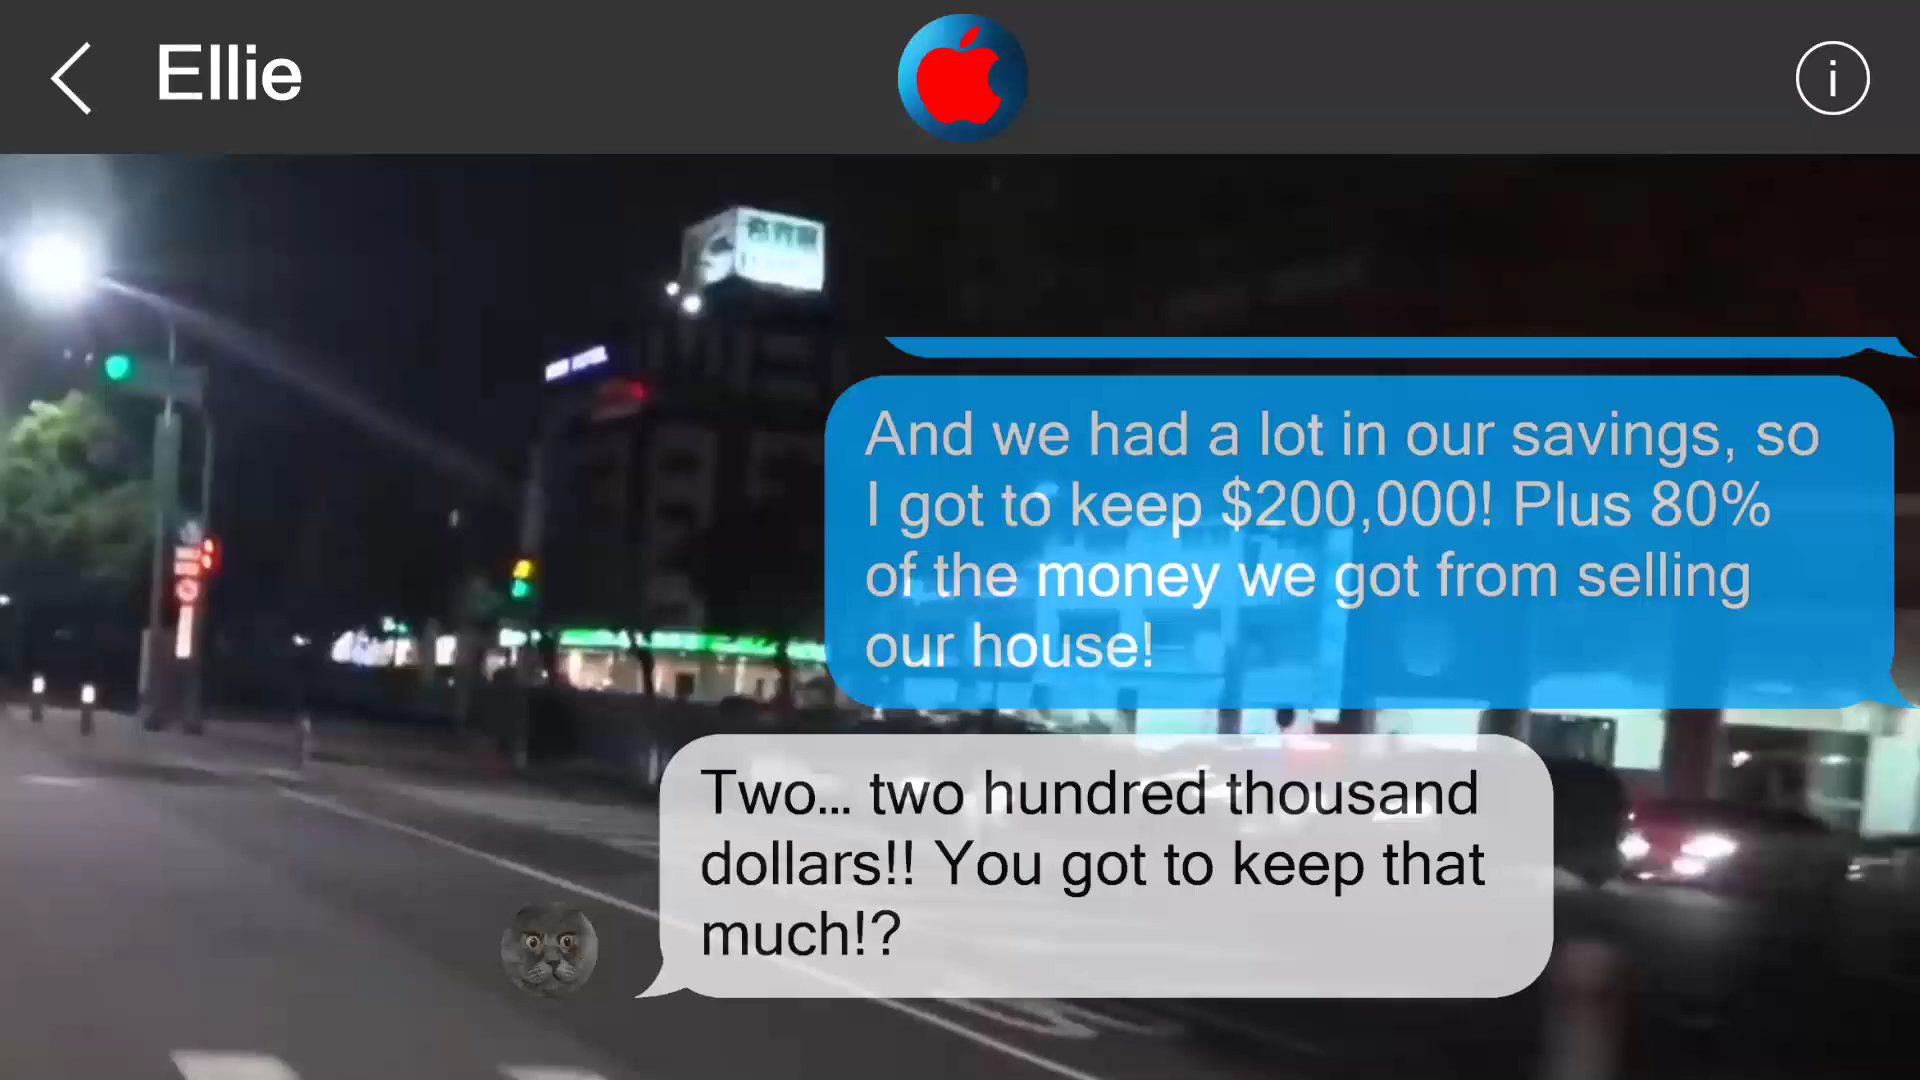 Ellie
i
And we had a lot in our savings, so
I got to keep $200,000! Plus 80%
of the money we got from selling
our house!
Two... two hundred thousand
dollars!! You got to keep that
much!?